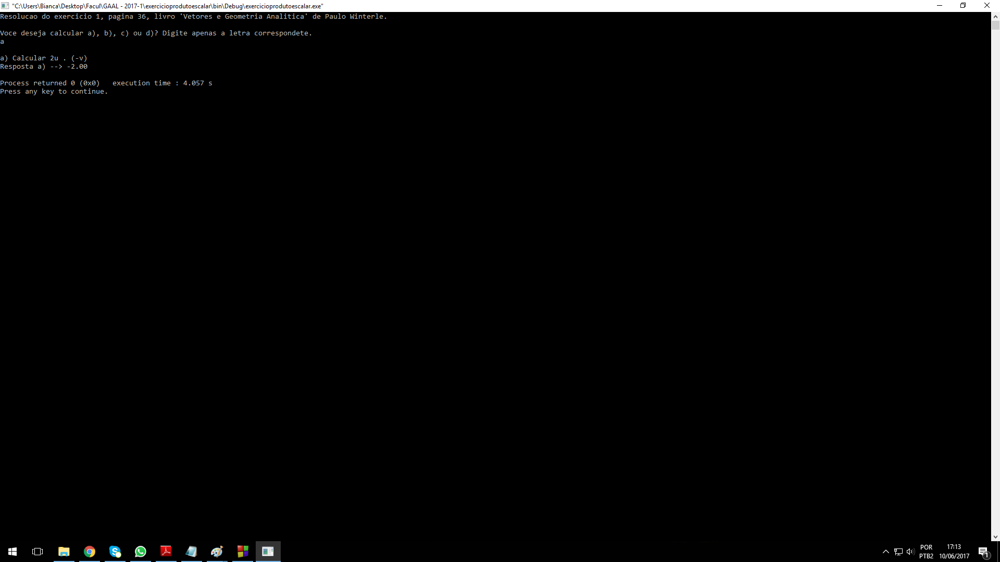 "C:\Users\Bianca\Desktop\Facul\GAAL - 2017-1\exercicioprodutoescalar\bin\Debug\exercicioprodutoescalar.exe"
Resolucao do exercicio 1, pagina 36, livro 'Vetores e Geometria Analitica' de Paulo Winterle.
Voce deseja calcular a), b), c) ou d)? Digite apenas a letra correspondete.
a
a) Calcular 2u . (-v)
Resposta a) --> -2.00
Process returned 0 (0x0)   execution time : 4.057 s
Press any key to continue.
POR 17:13
PTB2 10/06/2017 1